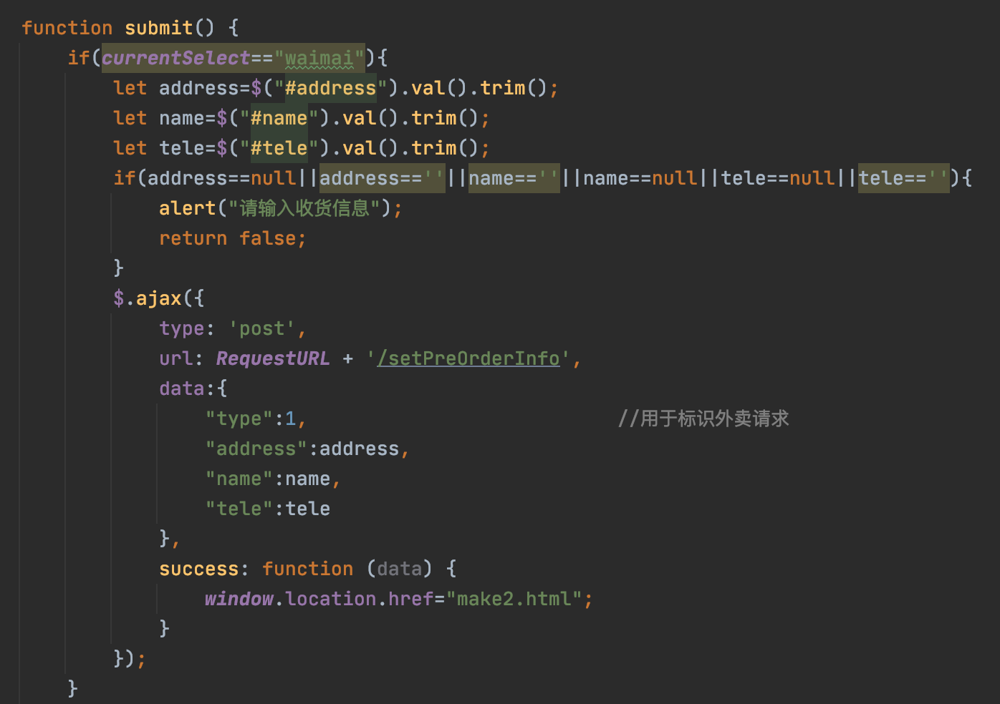 function submit() {
if(currentSelect=="waimai"){
let address=$("#address").val().trim();
let name=$("#name").val().trim();
let tele=$("#tele").val().trim();
if(address==null||address==''||name==''||name==null||tele==null||tele==''){
alert("请输入收货信息");
return false;
}
$.ajax({
type: 'post',
url: RequestURL + '/setPreOrderInfo',
data:{
"type":1, //用于标识外卖请求
"address":address,
"name":name,
"tele":tele
},
success: function (data) {
window.location.href="make2.html";
}
});
}